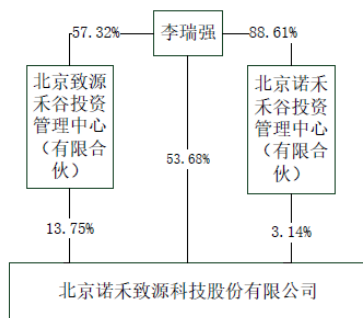 57.32%
李瑞强
88.61%
北京致源
禾谷投资
管理中心
（有限合
伙）
北京诺禾
禾谷投资
管理中心
（有限合
伙）
53.68%
13.75%
3.14%
北京诺禾致源科技股份有限公司